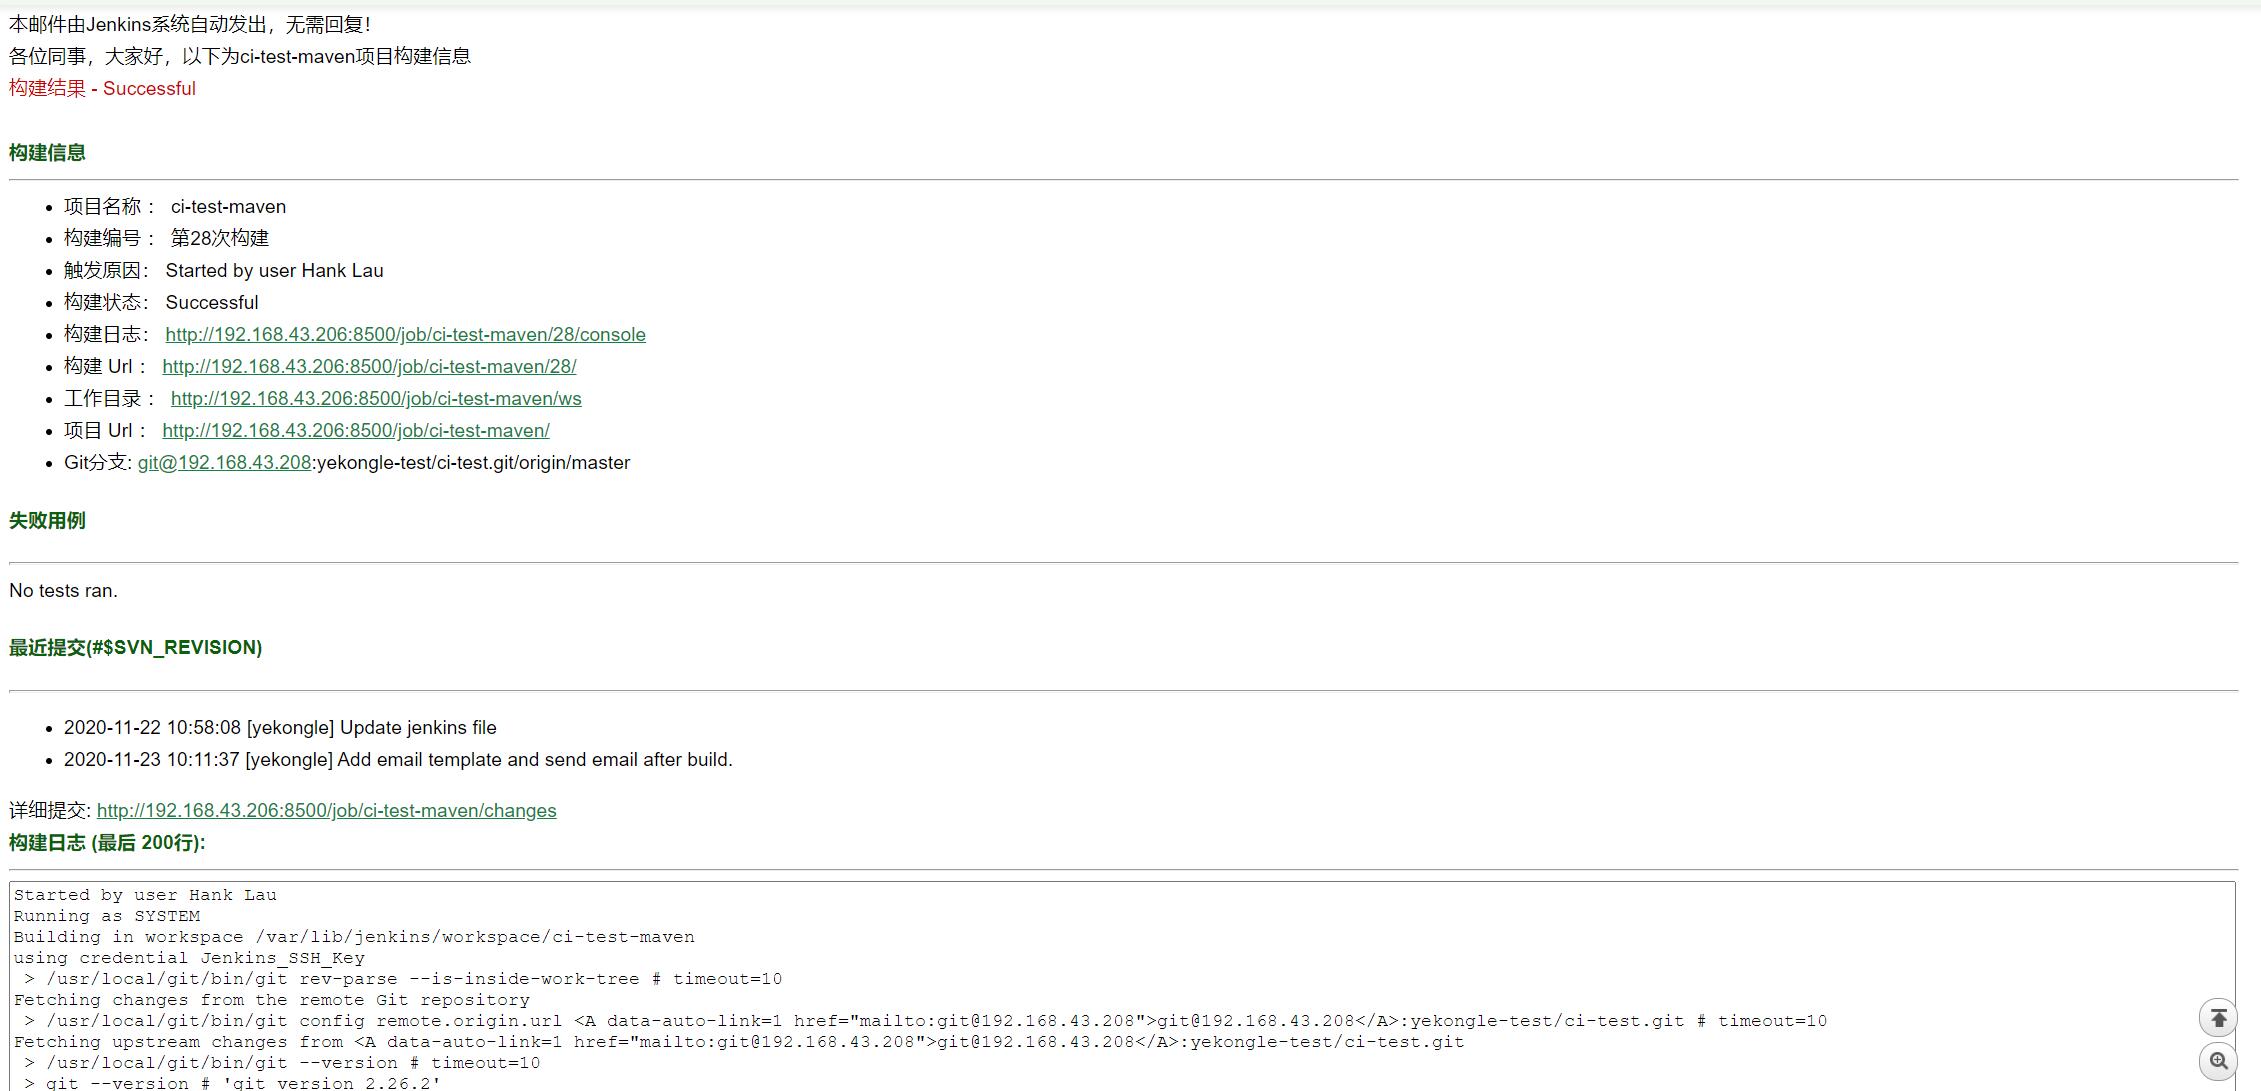 本邮件由Jenkins系统自动发出，无需回复！
各位同事，大家好，以下为ci-test-maven项目构建信息
构建结果 - Successful
构建信息
项目名称： ci-test-maven
构建编号： 第28次构建
触发原因： Started by user Hank Lau
构建状态： Successful
构建日志： http://192.168.43.206:8500/job/ci-test-maven/28/console
构建 Url： http://192.168.43.206:8500/job/ci-test-maven/28/
工作目录： http://192.168.43.206:8500/job/ci-test-maven/ws
项目 Url： http://192.168.43.206:8500/job/ci-test-maven/
Git分支: git@192.168.43.208:yekongle-test/ci-test.git/origin/master
失败用例
No tests ran.
最近提交(#$SVN_REVISION)
2020-11-22 10:58:08 [yekongle] Update jenkins file
2020-11-23 10:11:37 [yekongle] Add email template and send email after build.
详细提交: http://192.168.43.206:8500/job/ci-test-maven/changes
构建日志 (最后 200行):
Started by user Hank Lau
Running as SYSTEM
Building in workspace /var/lib/jenkins/workspace/ci-test-maven
using credential Jenkins_SSH_Key
 > /usr/local/git/bin/git rev-parse --is-inside-work-tree # timeout=10
Fetching changes from the remote Git repository
 > /usr/local/git/bin/git config remote.origin.url <A data-auto-link=1 href="mailto:git@192.168.43.208">git@192.168.43.208</A>:yekongle-test/ci-test.git # timeout=10
Fetching upstream changes from <A data-auto-link=1 href="mailto:git@192.168.43.208">git@192.168.43.208</A>:yekongle-test/ci-test.git
 > /usr/local/git/bin/git --version # timeout=10
 > git --version # 'git version 2.26.2'